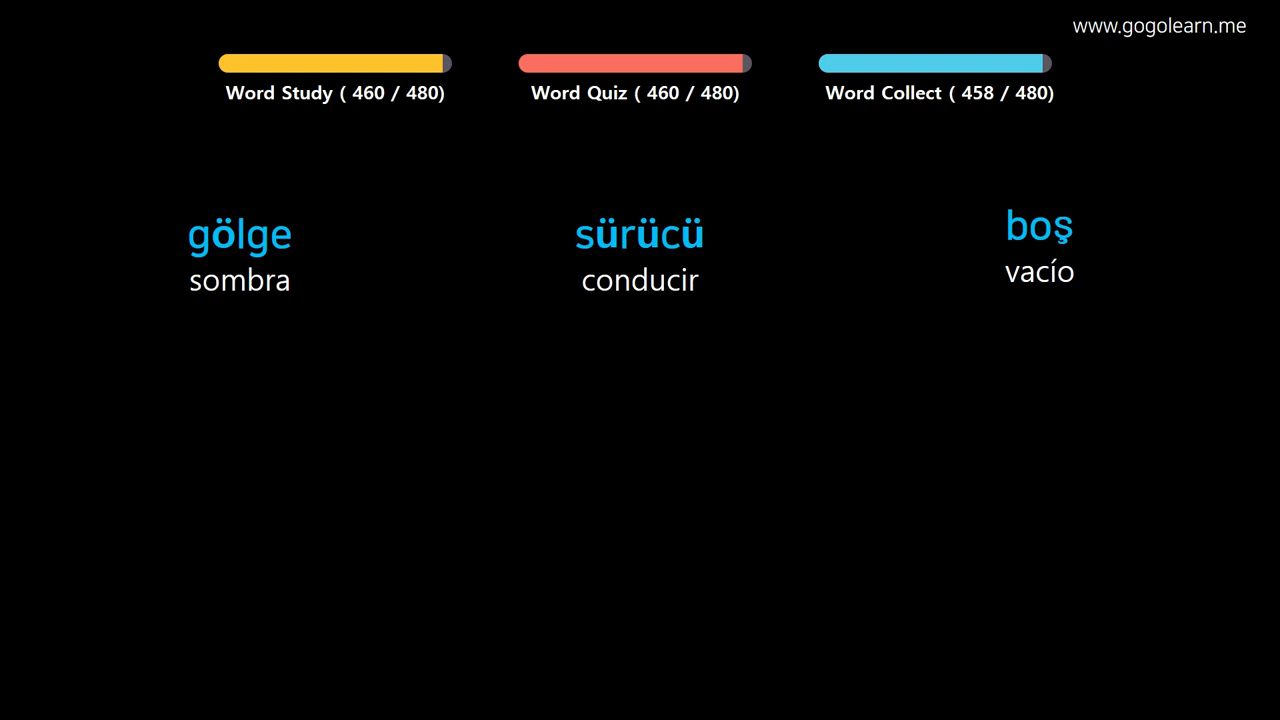 www.gogolearn.me
Word Study ( 460 / 480)
Word Quiz ( 460 / 480)
Word Collect ( 458 / 480)
gölge
sombra
sürücü
conducir
boş
vacío